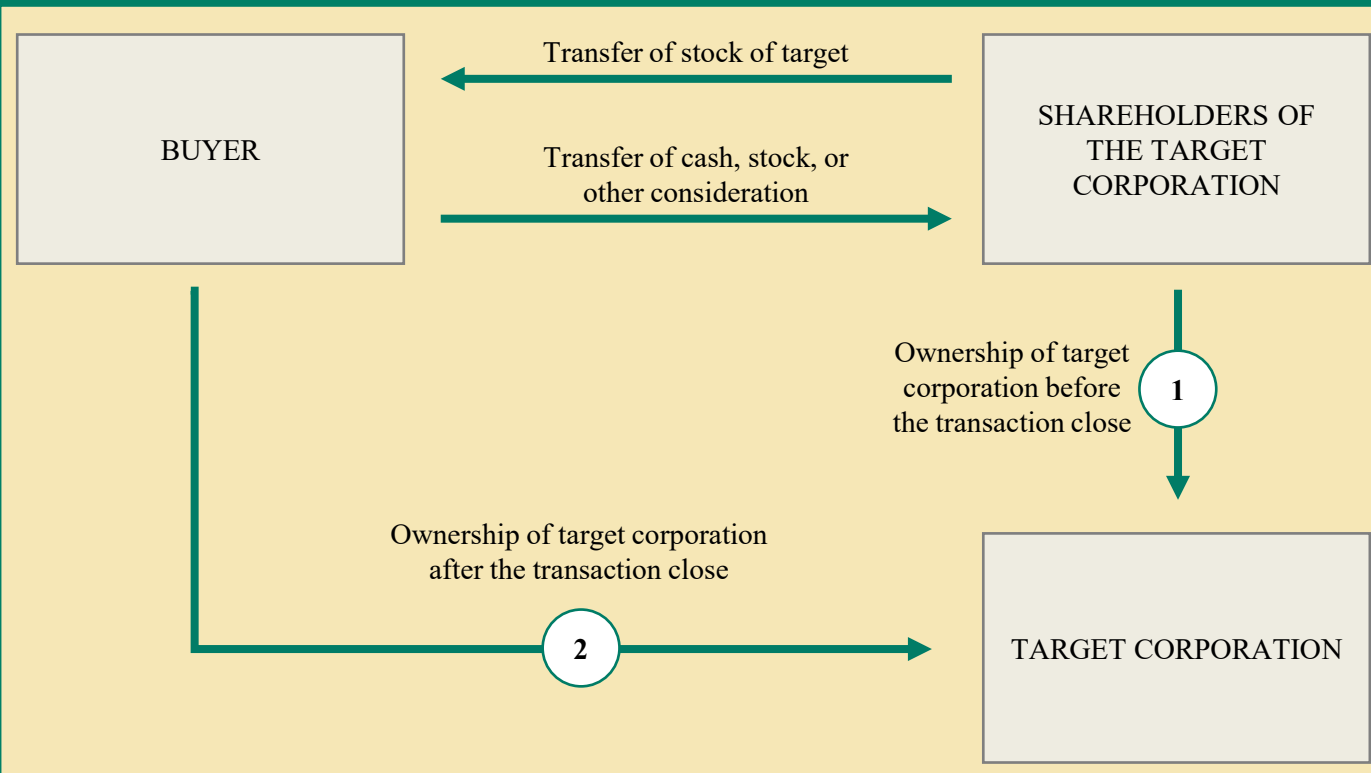 Transfer of stock of target
BUYER
Transfer of cash, stock, or
other consideration
SHAREHOLDERS OF
THE TARGET
CORPORATION
Ownership of target
corporation before
the transaction close
1
Ownership of target corporation
after the transaction close
2
TARGET CORPORATION